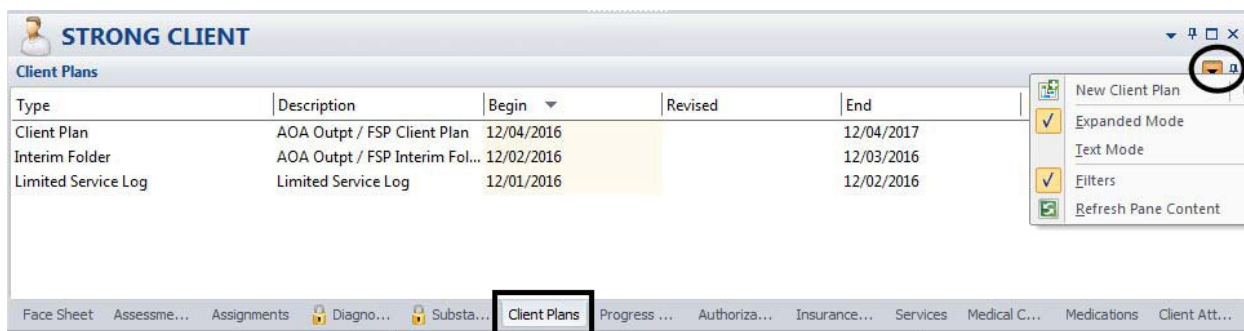 STRONG CLIENT
Client Plans
Type Description Begin Revised End
Client Plan AOA Outpt / FSP Client Plan 12/04/2016 12/04/2017
Interim Folder AOA Outpt / FSP Interim Fol... 12/02/2016 12/03/2016
Limited Service Log Limited Service Log 12/01/2016 12/02/2016
New Client Plan
Expanded Mode
Text Mode
Filters
Refresh Pane Content
Face Sheet Assessme... Assignments Diagno... Substa... Client Plans Progress ... Authoriza... Insurance... Services Medical C... Medications Client Att...